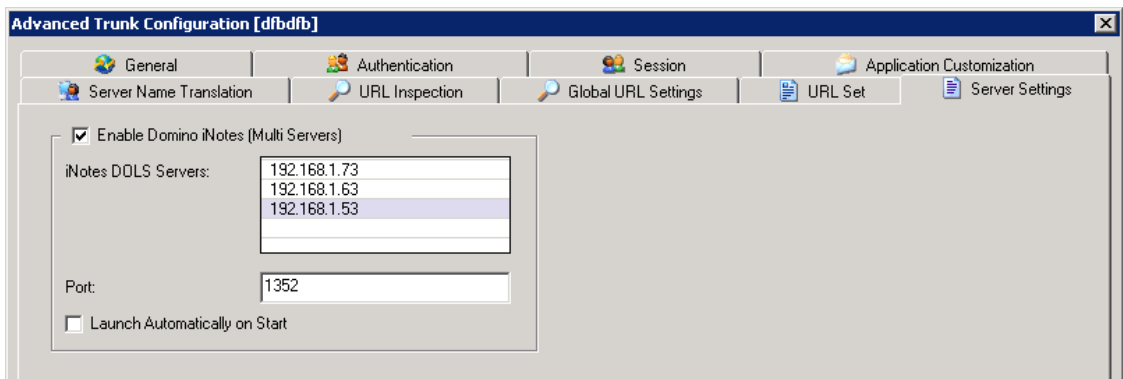 Advanced Trunk Configuration [dfbdfb]
General Authentication Session Application Customization
Server Name Translation URL Inspection Global URL Settings URL Set Server Settings
Enable Domino iNotes (Multi Servers)
iNotes DOLS Servers:
192.168.1.73
192.168.1.63
192.168.1.53
Port: 1352
Launch Automatically on Start